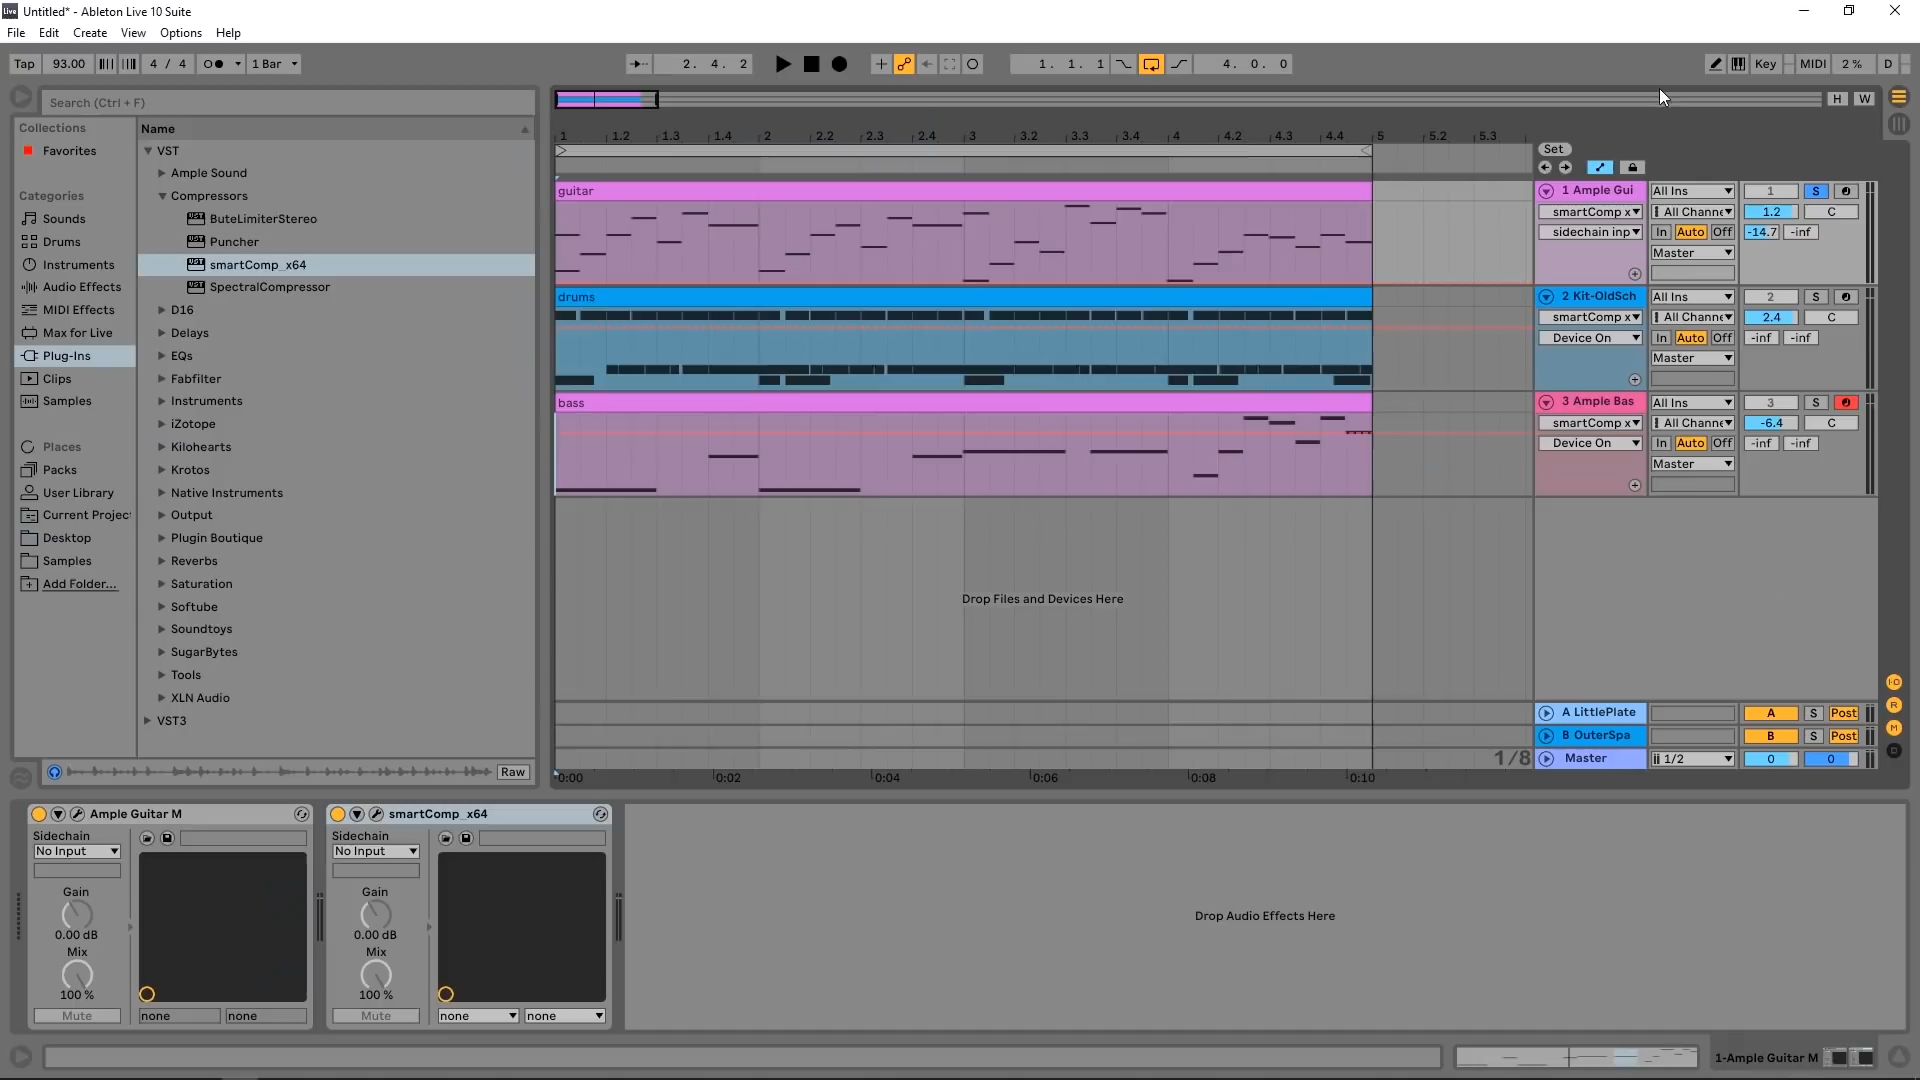 Untitled* - Ableton Live 10 Suite
File Edit Create View Options Help
Tap 93.00 4 / 4 1 Bar 2. 4. 2 1. 1. 1 4. 0. 0 Key MIDI 2 % D
Search (Ctrl + F)
H W
Collections
Favorites
Categories
Sounds
Drums
Instruments
Audio Effects
MIDI Effects
Max for Live
Plug-Ins
Clips
Samples
Places
Packs
User Library
Current Projec
Desktop
Samples
Add Folder...
Name
VST
Ample Sound
Compressors
ButeLimiterStereo
Puncher
smartComp_x64
SpectralCompressor
D16
Delays
EQs
Fabfilter
Instruments
iZotope
Kilohearts
Krotos
Native Instruments
Output
Plugin Boutique
Reverbs
Saturation
Softube
Soundtoys
SugarBytes
Tools
XLN Audio
VST3
Raw
1 1.2 1.3 1.4 2 2.2 2.3 2.4 3 3.2 3.3 3.4 4 4.2 4.3 4.4 5 5.2 5.3
Set
guitar
1 Ample Gui All Ins 1 S
smartComp x All Channe 1.2 C
sidechain inp In Auto Off -14.7 -inf
Master
drums
2 Kit-OldSch All Ins 2 S
smartComp x All Channe 2.4 C
Device On In Auto Off -inf -inf
Master
bass
3 Ample Bas All Ins 3 S
smartComp x All Channe -6.4 C
Device On In Auto Off -inf -inf
Master
Drop Files and Devices Here
A LittlePlate A S Post
B OuterSpa B S Post
1/8 Master 1/2 0 0
0:00 0:02 0:04 0:06 0:08 0:10
I-O
R
M
D
Ample Guitar M
Sidechain
No Input
Gain
0.00 dB
Mix
100 %
Mute none none
smartComp_x64
Sidechain
No Input
Gain
0.00 dB
Mix
100 %
Mute none none
Drop Audio Effects Here
1-Ample Guitar M